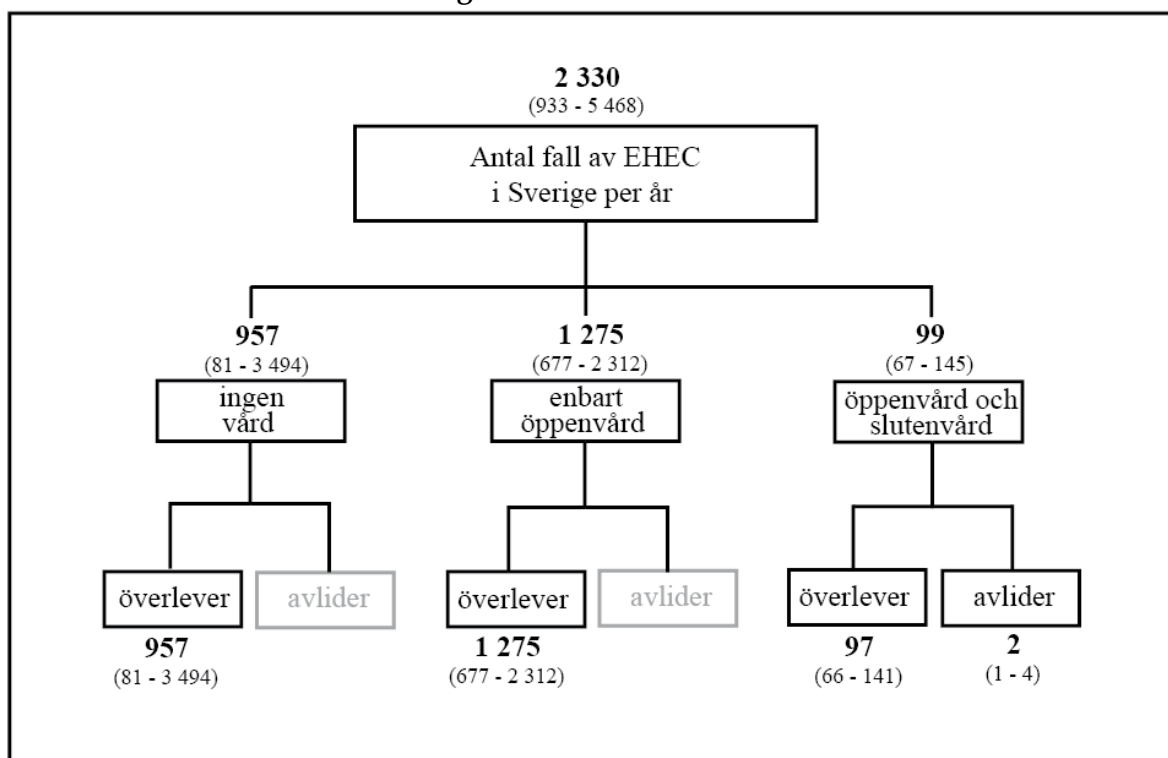 2 330
(933 - 5 468)
Antal fall av EHEC
i Sverige per år
957
(81 - 3 494)
ingen
vård
1 275
(677 - 2 312)
enbart
öppenvård
99
(67 - 145)
öppenvård och
slutenvård
överlever
avlider
överlever
avlider
överlever
avlider
957
(81 - 3 494)
1 275
(677 - 2 312)
97
(66 - 141)
2
(1 - 4)